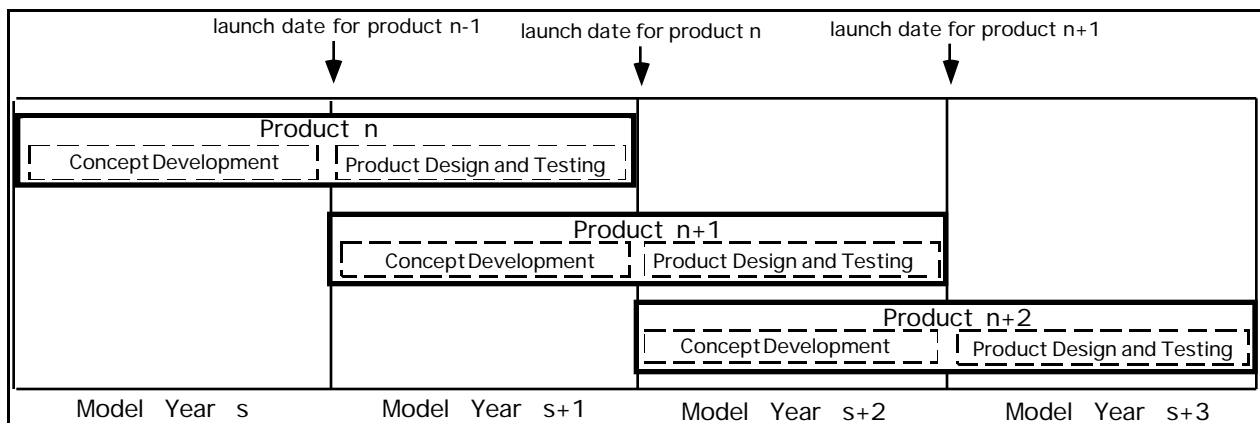 launch date for product n-1 launch date for product n launch date for product n+1
Product n
Concept Development Product Design and Testing
Product n+1
Concept Development Product Design and Testing
Product n+2
Concept Development Product Design and Testing
Model Year s Model Year s+1 Model Year s+2 Model Year s+3